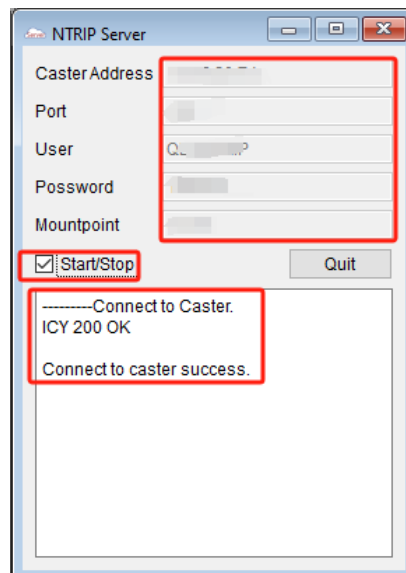 NTRIP Server
Caster Address
Port
User
Possword
Mountpoint
Start/Stop
Quit
---------Connect to Caster.
ICY 200 OK
Connect to caster success.